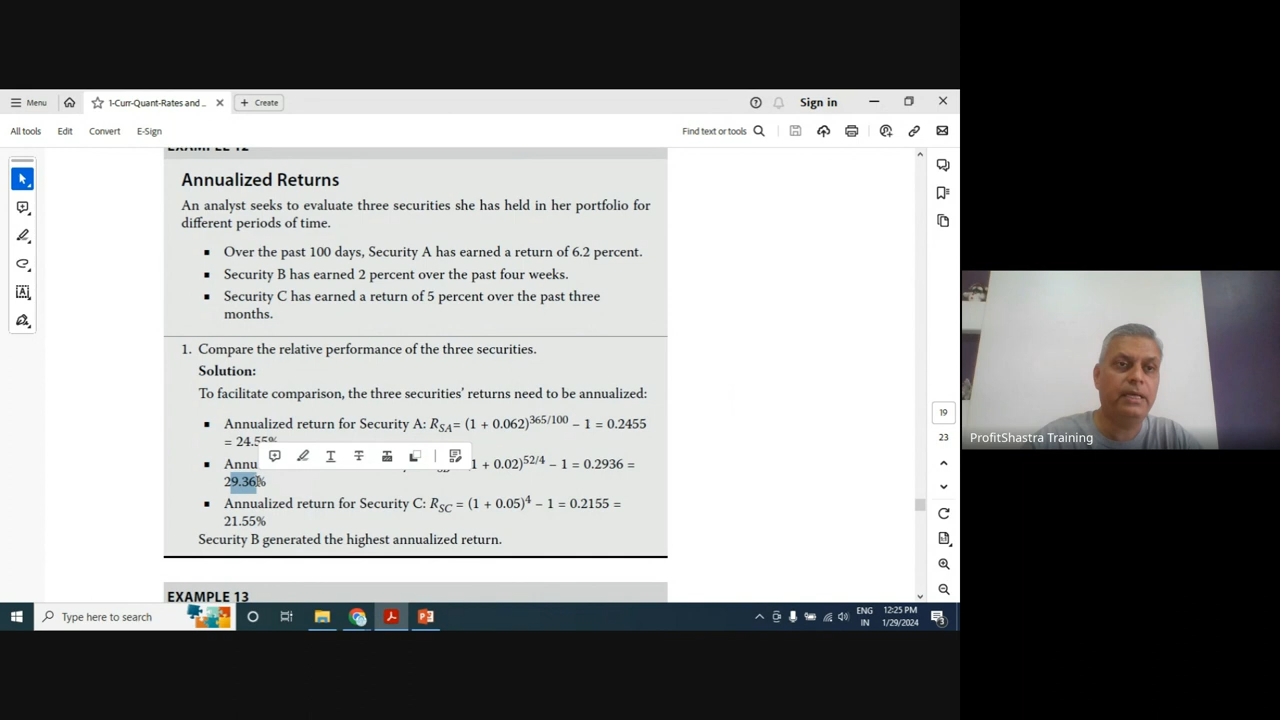 Menu
1-Curr-Quant-Rates and ...
Create
Sign in
All tools
Edit
Convert
E-Sign
Find text or tools
EXAMPLE 12
Annualized Returns
An analyst seeks to evaluate three securities she has held in her portfolio for
different periods of time.
▪ Over the past 100 days, Security A has earned a return of 6.2 percent.
▪ Security B has earned 2 percent over the past four weeks.
▪ Security C has earned a return of 5 percent over the past three
months.
1. Compare the relative performance of the three securities.
Solution:
To facilitate comparison, the three securities' returns need to be annualized:
▪ Annualized return for Security A: R_SA = (1 + 0.062)^365/100 − 1 = 0.2455
= 24.55%
▪ Annu 1 + 0.02)^52/4 − 1 = 0.2936 =
29.36%
▪ Annualized return for Security C: R_SC = (1 + 0.05)^4 − 1 = 0.2155 =
21.55%
Security B generated the highest annualized return.
EXAMPLE 13
19
23
ProfitShastra Training
Type here to search
ENG
IN
12:25 PM
1/29/2024
3